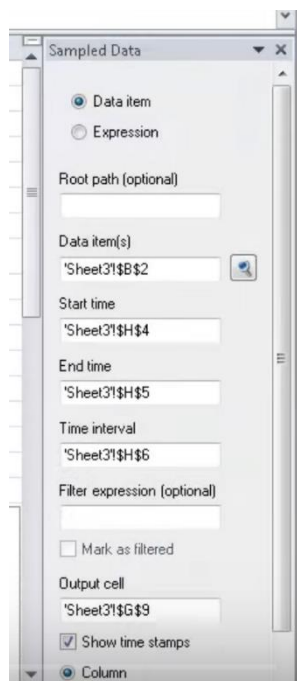 Sampled Data
Data item
Expression
Root path (optional)
Data item(s)
'Sheet3'!$B$2
Start time
'Sheet3'!$H$4
End time
'Sheet3'!$H$5
Time interval
'Sheet3'!$H$6
Filter expression (optional)
Mark as filtered
Output cell
'Sheet3'!$G$9
Show time stamps
Column